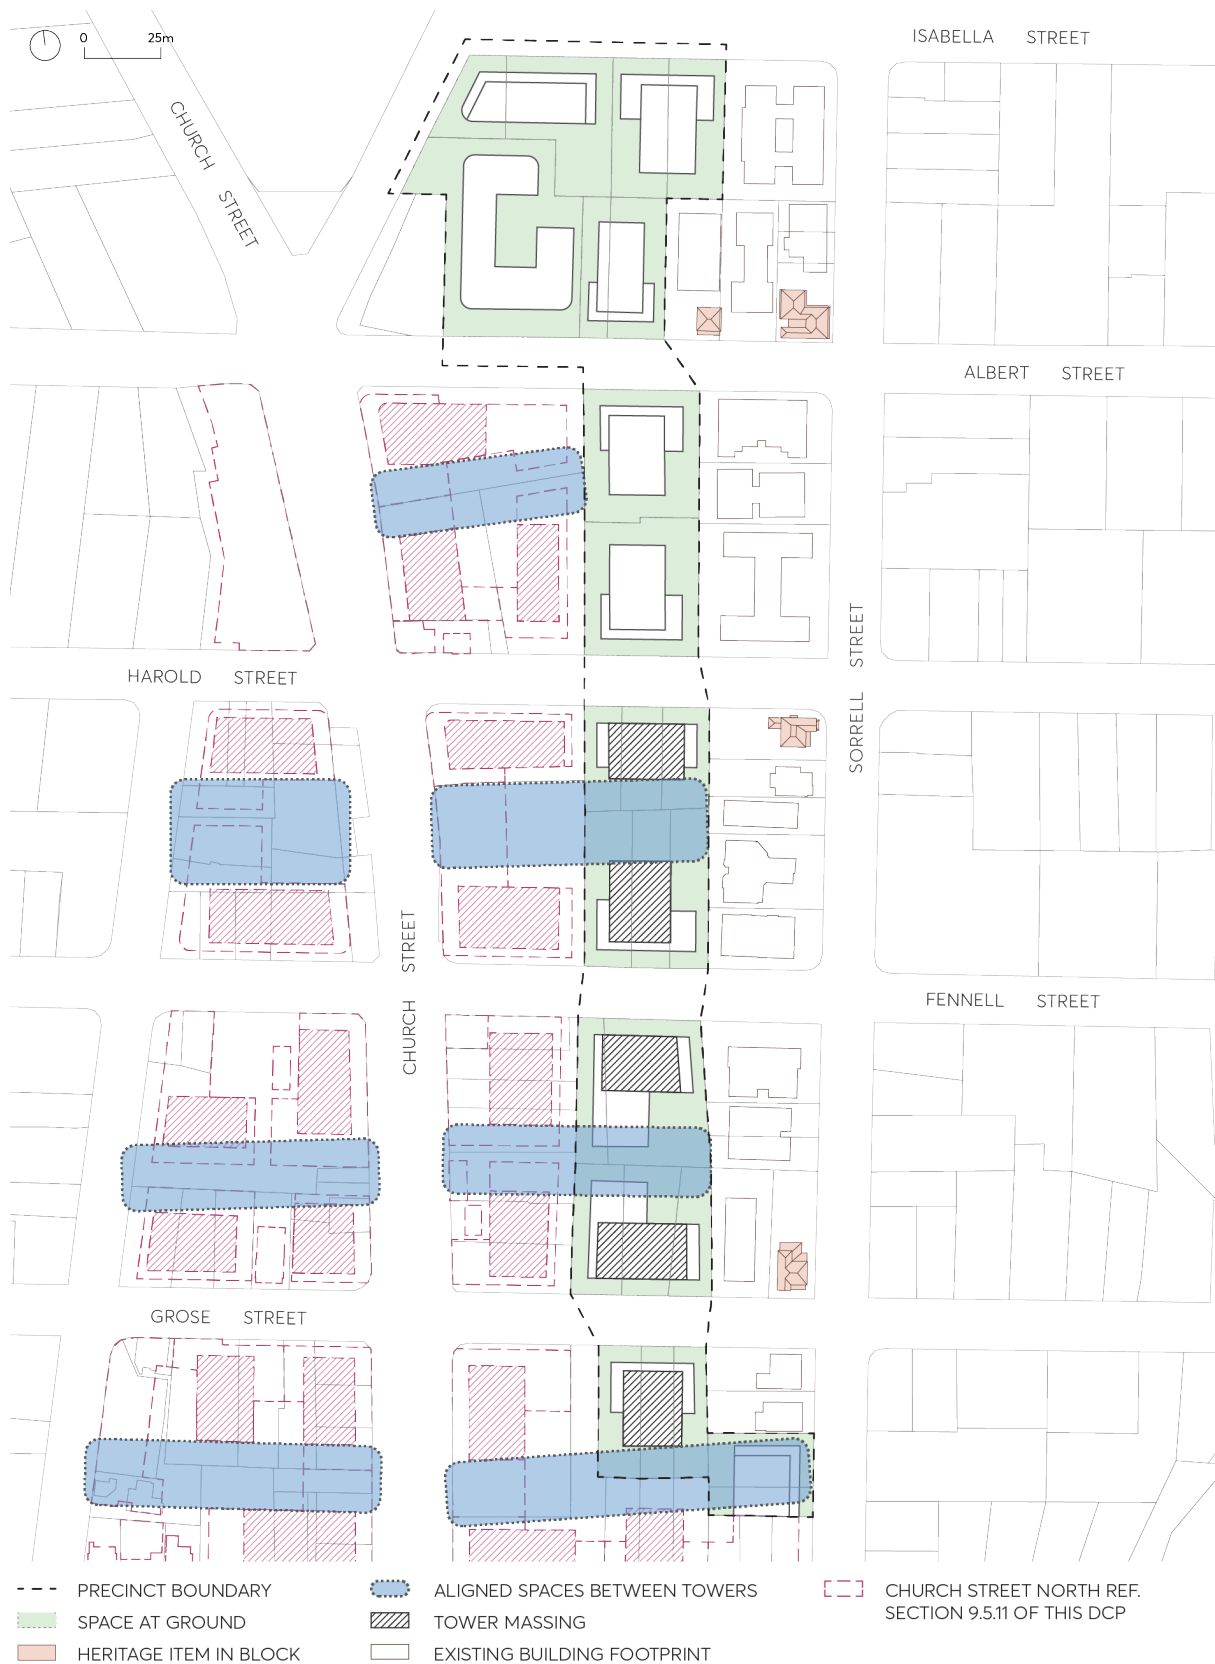 ISABELLA STREET
0 25m
CHURCH STREET
ALBERT STREET
HAROLD STREET
SORRELL STREET
CHURCH STREET
FENNELL STREET
GROSE STREET
PRECINCT BOUNDARY
SPACE AT GROUND
HERITAGE ITEM IN BLOCK
ALIGNED SPACES BETWEEN TOWERS
TOWER MASSING
EXISTING BUILDING FOOTPRINT
CHURCH STREET NORTH REF.
SECTION 9.5.11 OF THIS DCP